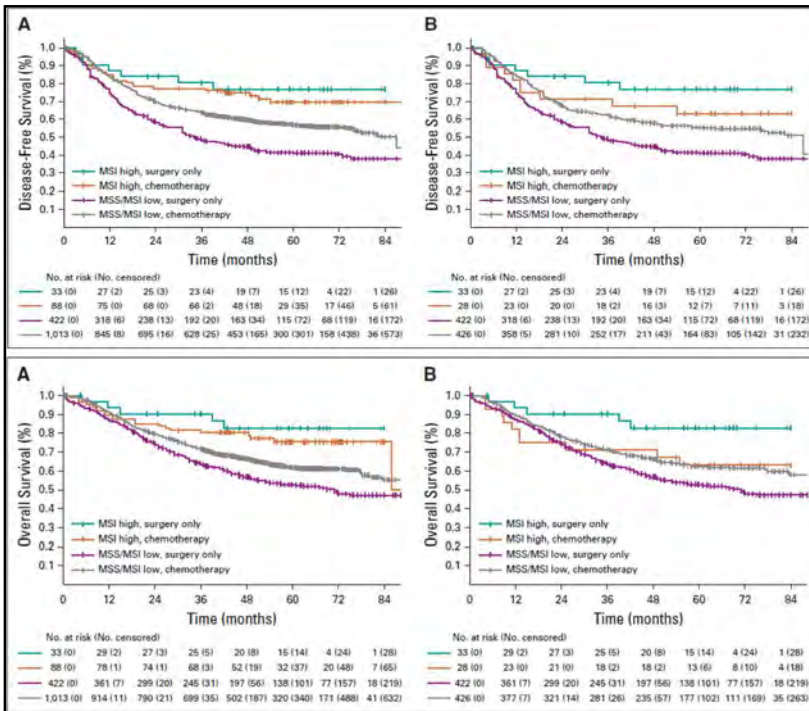 A
Disease-Free Survival (%)
1.0
0.9
0.8
0.7
0.6
0.5
0.4
0.3
0.2
0.1
MSI high, surgery only
MSI high, chemotherapy
MSS/MSI low, surgery only
MSS/MSI low, chemotherapy
0 12 24 36 48 60 72 84
Time (months)
No. at risk (No. censored)
33 (0) 27 (2) 25 (3) 23 (4) 19 (7) 15 (12) 4 (22) 1 (26)
88 (0) 75 (0) 68 (0) 66 (2) 48 (18) 29 (35) 17 (46) 5 (61)
422 (0) 318 (6) 238 (13) 192 (20) 163 (34) 115 (72) 68 (119) 16 (172)
1,013 (0) 845 (8) 695 (16) 628 (25) 453 (165) 300 (301) 158 (438) 36 (573)
B
Disease-Free Survival (%)
1.0
0.9
0.8
0.7
0.6
0.5
0.4
0.3
0.2
0.1
MSI high, surgery only
MSI high, chemotherapy
MSS/MSI low, surgery only
MSS/MSI low, chemotherapy
0 12 24 36 48 60 72 84
Time (months)
No. at risk (No. censored)
33 (0) 27 (2) 25 (3) 23 (4) 19 (7) 15 (12) 4 (22) 1 (26)
28 (0) 23 (0) 20 (0) 18 (2) 16 (3) 12 (7) 7 (11) 3 (18)
422 (0) 318 (6) 238 (13) 192 (20) 163 (34) 115 (72) 68 (119) 16 (172)
426 (0) 358 (5) 281 (10) 252 (17) 211 (43) 164 (83) 105 (142) 31 (232)
A
Overall Survival (%)
1.0
0.9
0.8
0.7
0.6
0.5
0.4
0.3
0.2
0.1
MSI high, surgery only
MSI high, chemotherapy
MSS/MSI low, surgery only
MSS/MSI low, chemotherapy
0 12 24 36 48 60 72 84
Time (months)
No. at risk (No. censored)
33 (0) 29 (2) 27 (3) 25 (5) 20 (8) 15 (14) 4 (24) 1 (28)
88 (0) 78 (1) 74 (1) 68 (3) 52 (19) 32 (37) 20 (48) 7 (65)
422 (0) 361 (7) 299 (20) 245 (31) 197 (56) 138 (101) 77 (157) 18 (219)
1,013 (0) 914 (11) 790 (21) 699 (35) 502 (187) 320 (340) 171 (488) 41 (632)
B
Overall Survival (%)
1.0
0.9
0.8
0.7
0.6
0.5
0.4
0.3
0.2
0.1
MSI high, surgery only
MSI high, chemotherapy
MSS/MSI low, surgery only
MSS/MSI low, chemotherapy
0 12 24 36 48 60 72 84
Time (months)
No. at risk (No. censored)
33 (0) 29 (2) 27 (3) 25 (5) 20 (8) 15 (14) 4 (24) 1 (28)
28 (0) 23 (0) 21 (0) 18 (2) 18 (2) 13 (6) 8 (10) 4 (18)
422 (0) 361 (7) 299 (20) 245 (31) 197 (56) 138 (101) 77 (157) 18 (219)
426 (0) 377 (7) 321 (14) 281 (26) 235 (57) 177 (102) 111 (169) 35 (263)